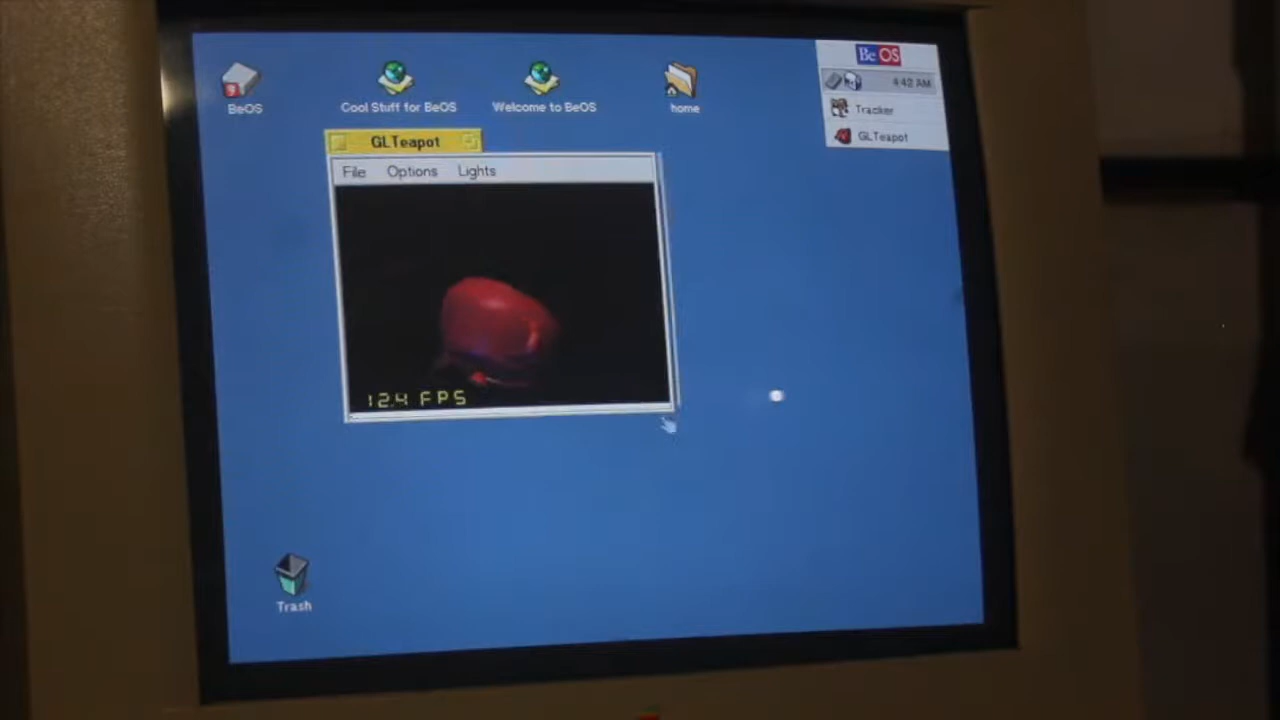 BeOS
Cool Stuff for BeOS
Welcome to BeOS
home
Be OS
4:42 AM
Tracker
GLTeapot
GLTeapot
File Options Lights
12.4 FPS
Trash